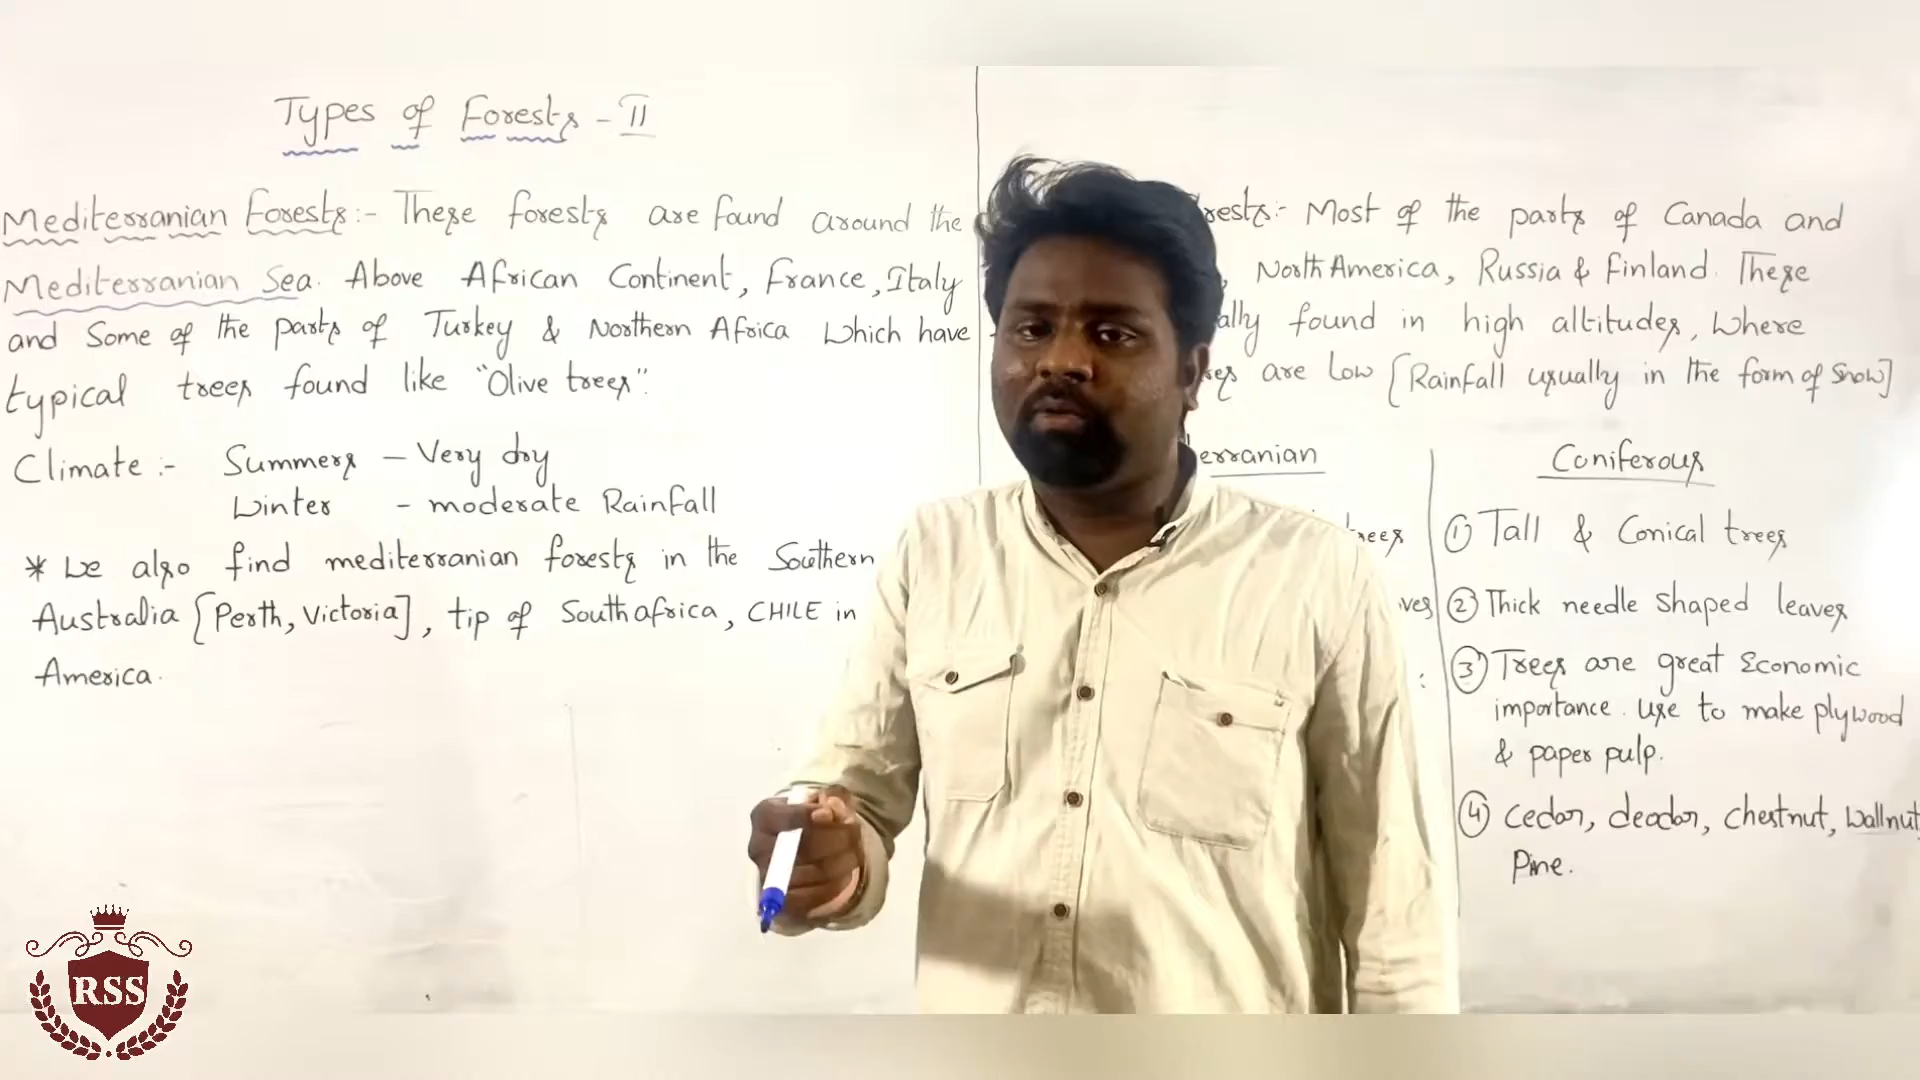 Types of Forests - II
Mediterranian Forests:- These forests are found around the
Mediterranian Sea. Above African Continent, France, Italy
and Some of the parts of Turkey & Northern Africa which have
typical trees found like "Olive trees".
Climate:- Summers - Very dry
Winter - moderate Rainfall
* We also find mediterranian forests in the Southern
Australia [Perth, Victoria], tip of South africa, CHILE in
America.
rests:- Most of the parts of Canada and
North America, Russia & Finland. These
ally found in high altitudes, Where
res are low [Rainfall usually in the form of Snow]
erranian
rees
ves
Coniferous
① Tall & Conical trees
② Thick needle shaped leaves
③ Trees are great Economic
importance. use to make plywood
& paper pulp.
④ cedar, deodar, chestnut, wallnut,
Pine.
RSS